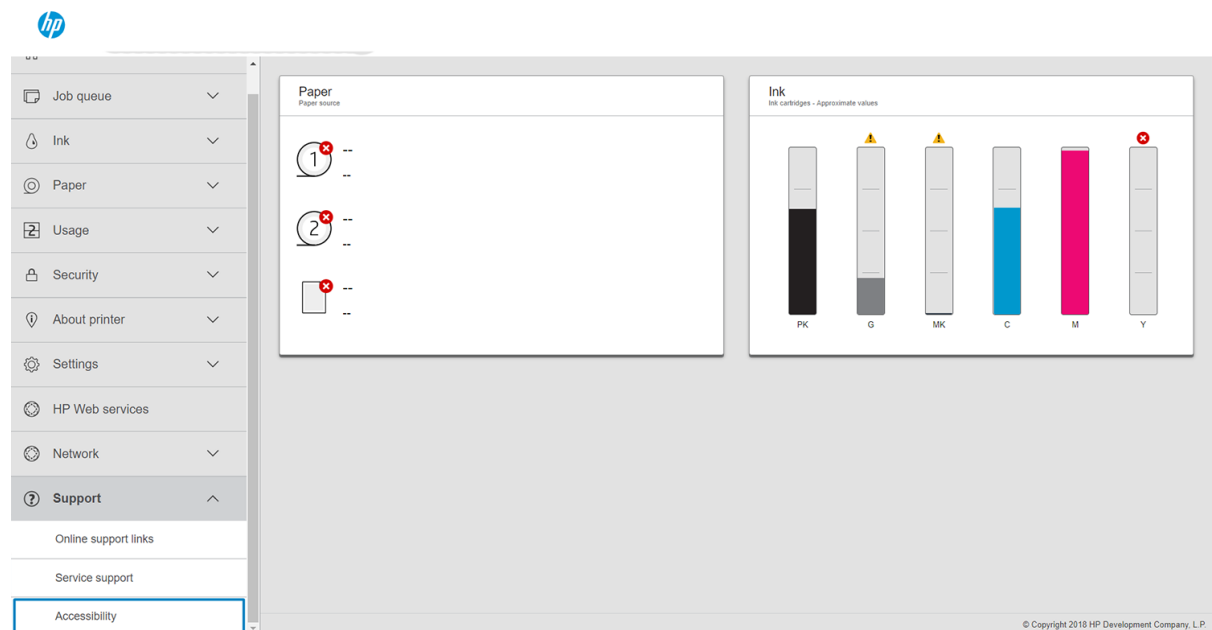 hp
Job queue
Ink
Paper
2 Usage
Security
About printer
Settings
HP Web services
Network
? Support
Online support links
Service support
Accessibility
Paper
Paper source
1 --
--
2 --
--
--
--
Ink
Ink cartridges - Approximate values
PK G MK C M Y
© Copyright 2018 HP Development Company, L.P.